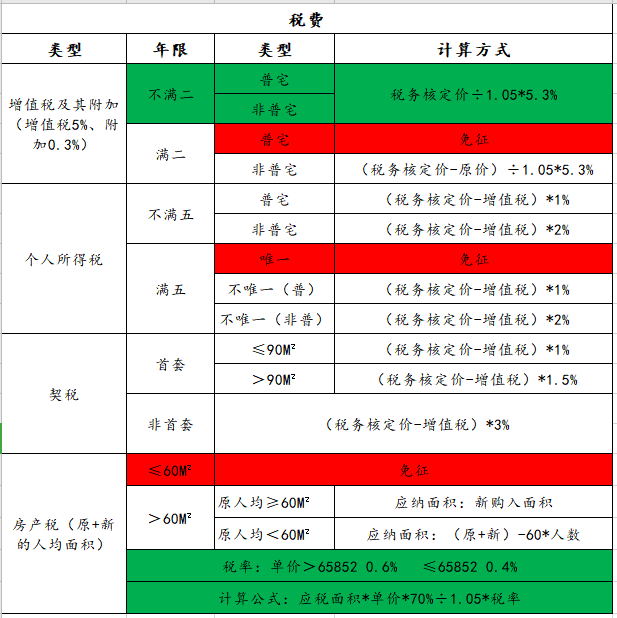 税费
类型 年限 类型 计算方式
增值税及其附加
（增值税5%、附
加0.3%）
不满二
普宅
非普宅
税务核定价÷1.05*5.3%
满二
普宅 免征
非普宅 （税务核定价-原价）÷1.05*5.3%
个人所得税
不满五
普宅 （税务核定价-增值税）*1%
非普宅 （税务核定价-增值税）*2%
满五
唯一 免征
不唯一（普） （税务核定价-增值税）*1%
不唯一（非普） （税务核定价-增值税）*2%
契税
首套
≤90M² （税务核定价-增值税）*1%
＞90M² （税务核定价-增值税）*1.5%
非首套 （税务核定价-增值税）*3%
房产税（原+新
的人均面积）
≤60M² 免征
＞60M²
原人均≥60M² 应纳面积：新购入面积
原人均＜60M² 应纳面积：（原+新）-60*人数
税率：单价＞65852 0.6% ≤65852 0.4%
计算公式：应税面积*单价*70%÷1.05*税率